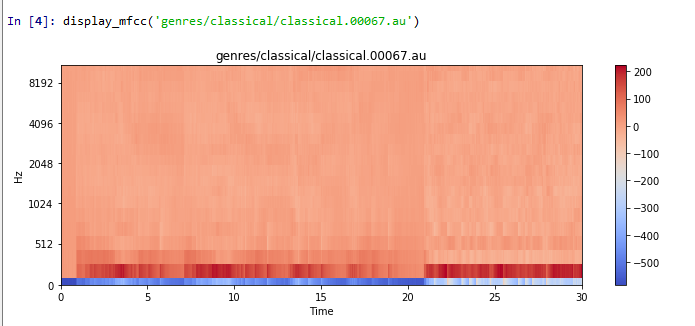 In [4]: display_mfcc('genres/classical/classical.00067.au')
genres/classical/classical.00067.au
8192
4096
2048
1024
512
0
Hz
0 5 10 15 20 25 30
Time
200
100
0
−100
−200
−300
−400
−500